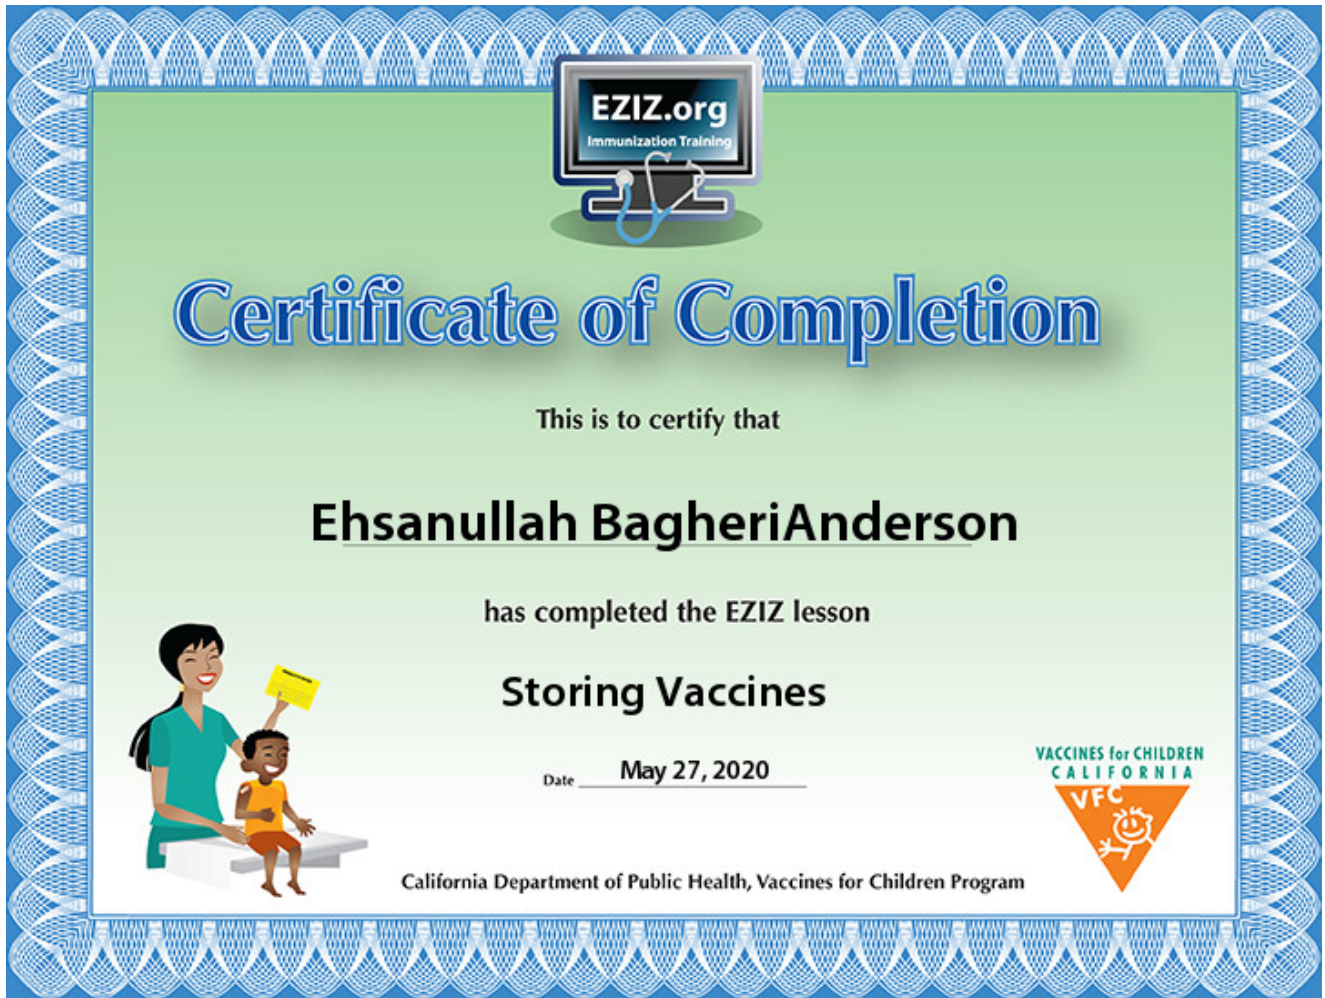 EZIZ.org
Immunization Training
Certificate of Completion
This is to certify that
Ehsanullah BagheriAnderson
has completed the EZIZ lesson
Storing Vaccines
Date May 27, 2020
VACCINES for CHILDREN
CALIFORNIA
VFC
California Department of Public Health, Vaccines for Children Program